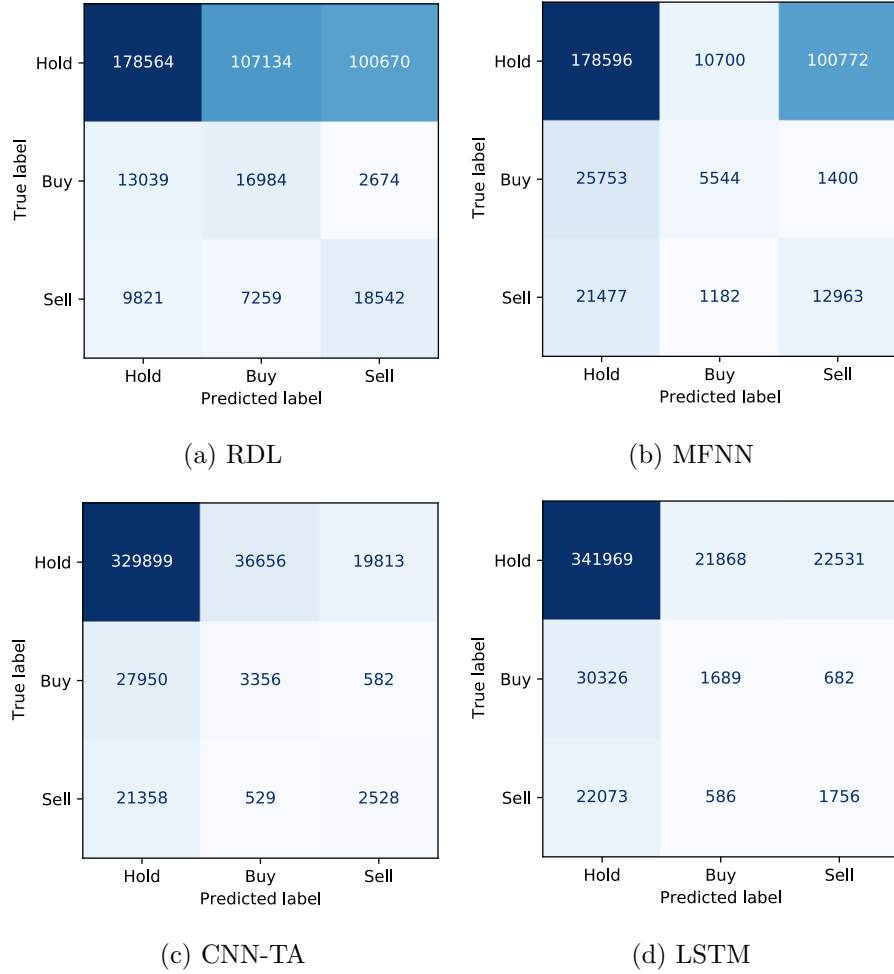 Hold 178564 107134 100670
Buy 13039 16984 2674
Sell 9821 7259 18542
True label
Hold Buy Sell
Predicted label
(a) RDL
Hold 178596 10700 100772
Buy 25753 5544 1400
Sell 21477 1182 12963
True label
Hold Buy Sell
Predicted label
(b) MFNN
Hold 329899 36656 19813
Buy 27950 3356 582
Sell 21358 529 2528
True label
Hold Buy Sell
Predicted label
(c) CNN-TA
Hold 341969 21868 22531
Buy 30326 1689 682
Sell 22073 586 1756
True label
Hold Buy Sell
Predicted label
(d) LSTM